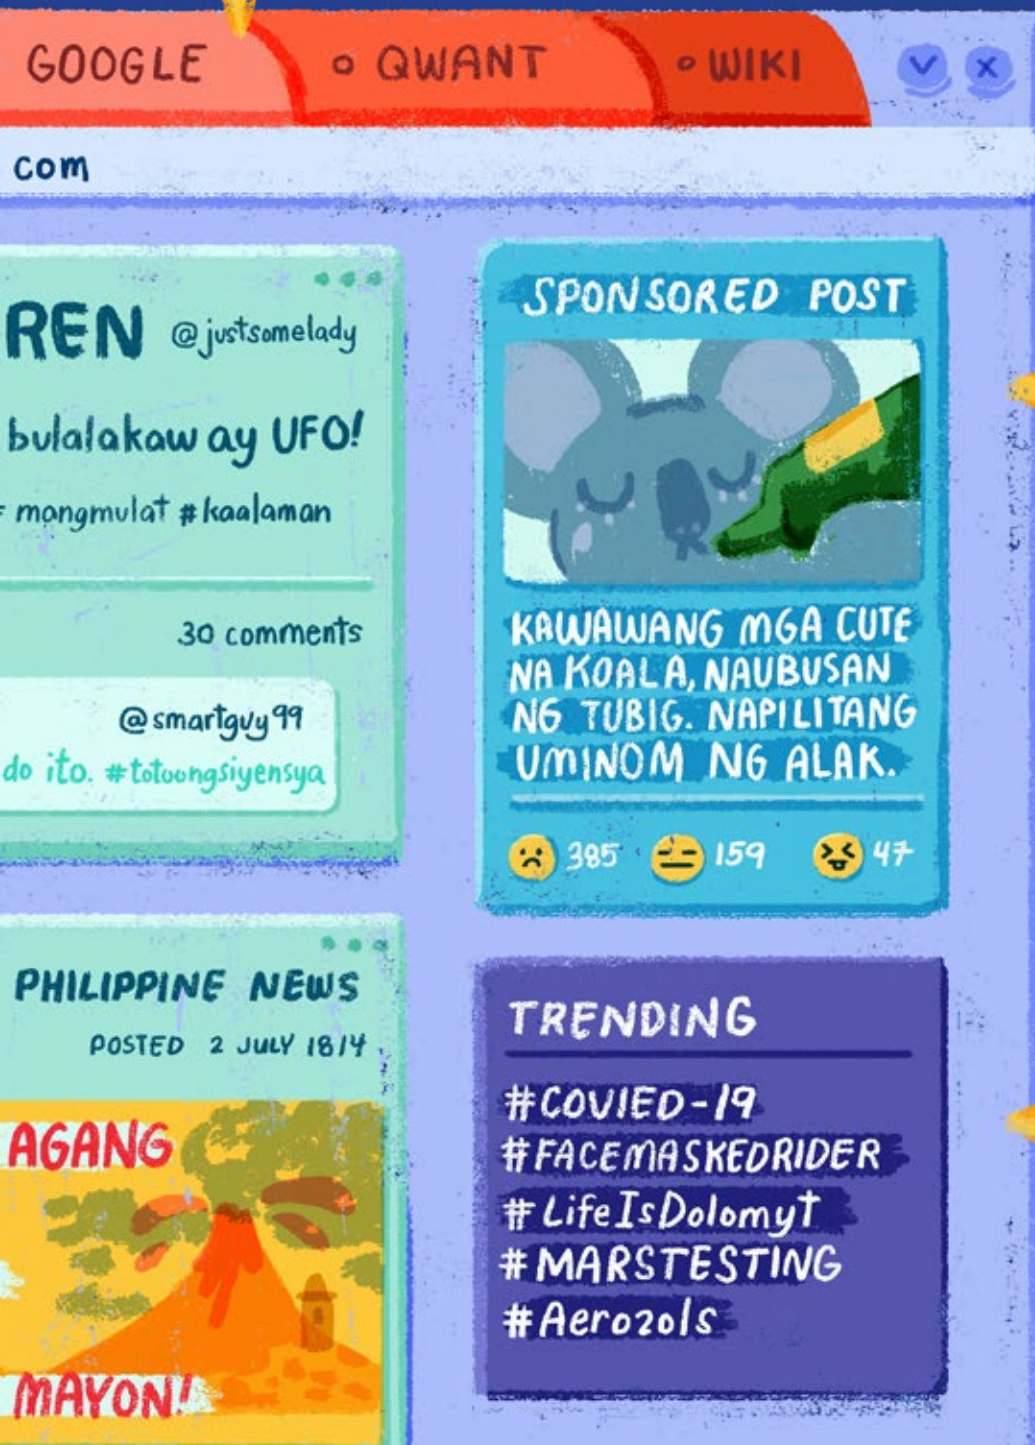 GOOGLE
QWANT
WIKI
com
REN @justsomelady
bulalakaw ay UFO!
# mangmulat #kaalaman
30 comments
@smartguy99
do ito. #totoongsiyensya
SPONSORED POST
KAWAWANG MGA CUTE
NA KOALA, NAUBUSAN
NG TUBIG. NAPILITANG
UMINOM NG ALAK.
385 159 47
PHILIPPINE NEWS
POSTED 2 JULY 1814
AGANG
MAYON!
TRENDING
#COVIED-19
#FACEMASKEDRIDER
#LifeIsDolomyt
#MARSTESTING
#Aerozols